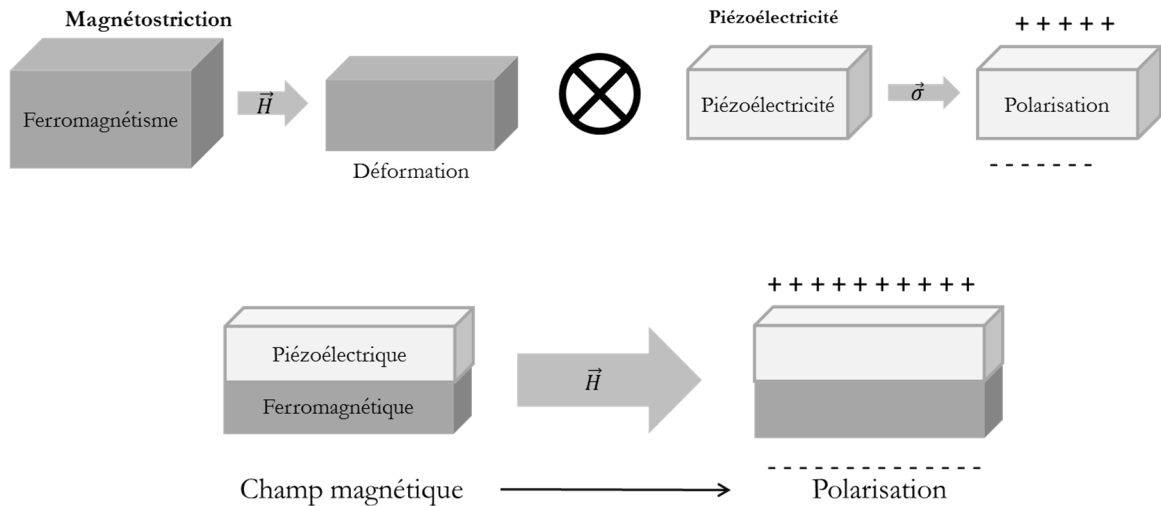 Magnétostriction
Piézoélectricité
+ + + + +
Ferromagnétisme
H⃗
Piézoélectricité
σ⃗
Polarisation
Déformation
- - - - - - -
+ + + + + + + + + +
Piézoélectrique
H⃗
Ferromagnétique
- - - - - - - - - - - - - - -
Champ magnétique
Polarisation